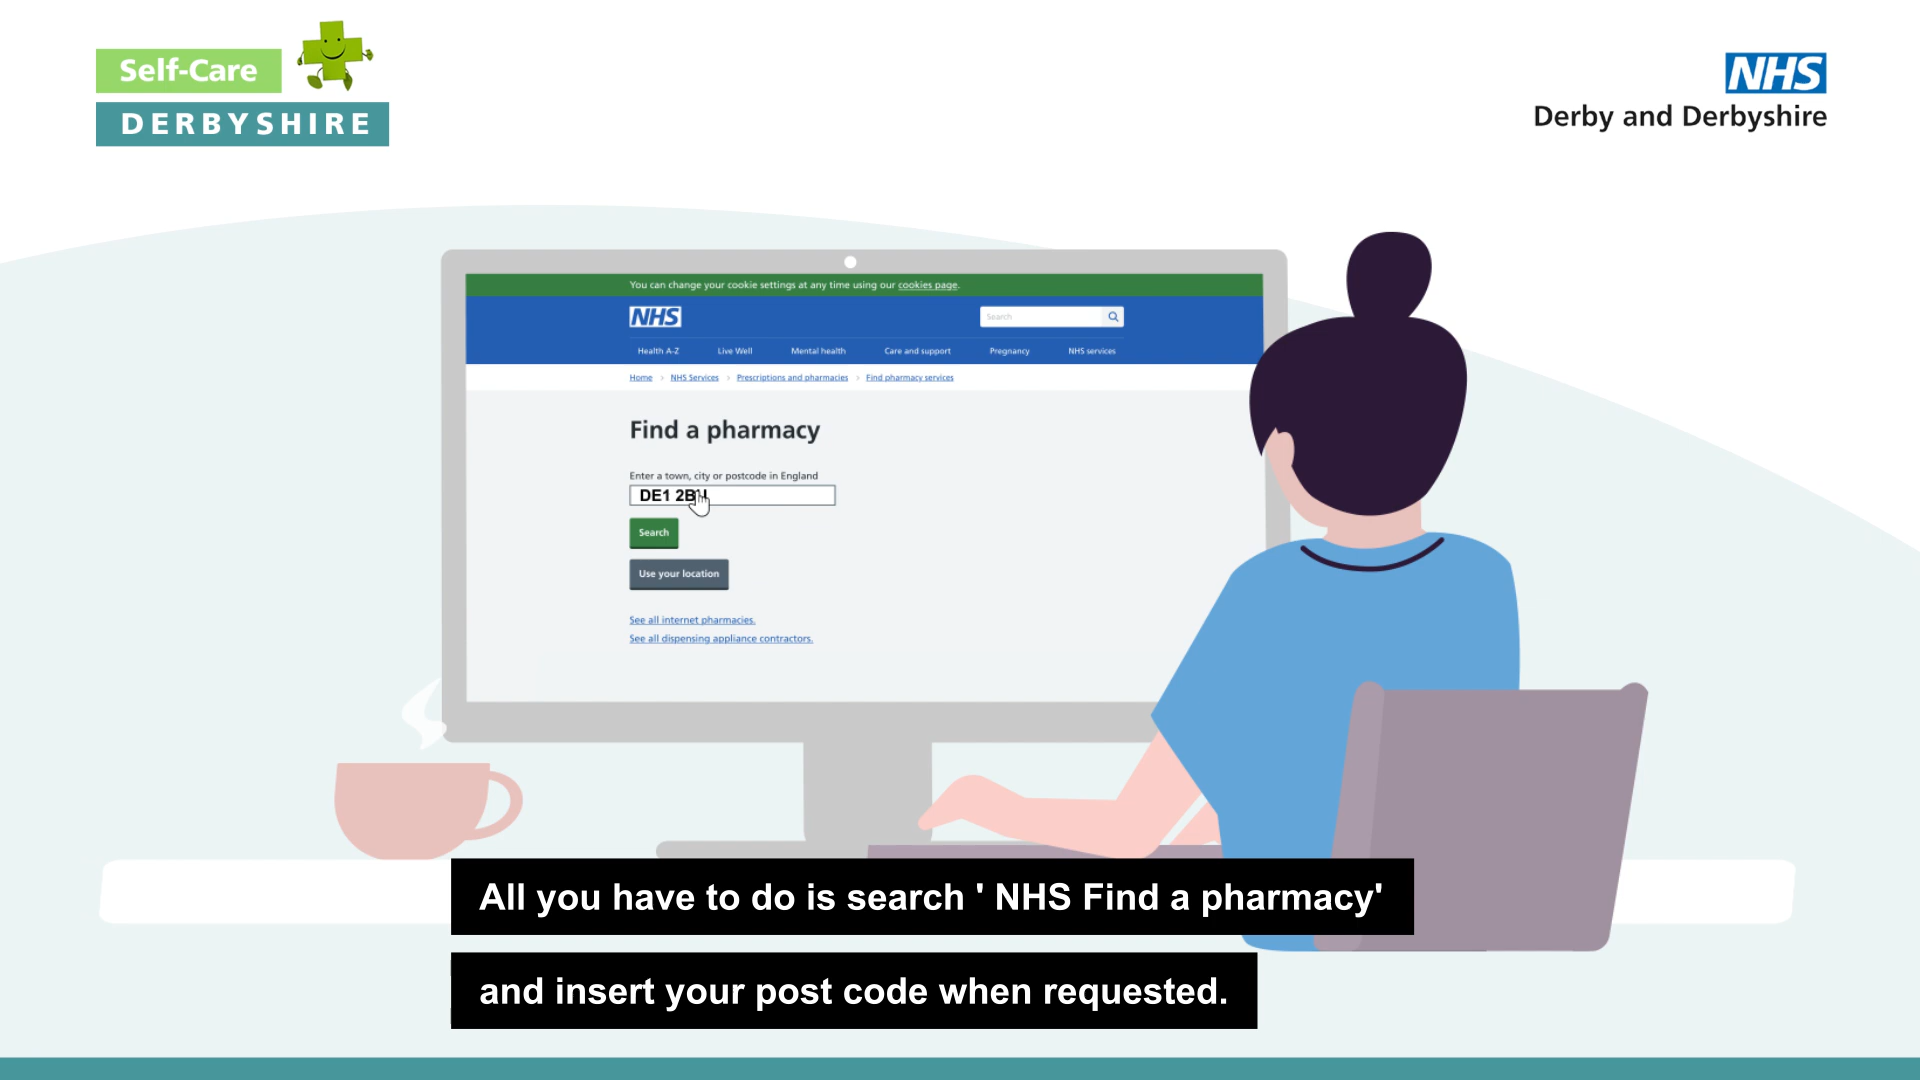 Self-Care
DERBYSHIRE
NHS
Derby and Derbyshire
You can change your cookie settings at any time using our cookies page.
NHS
Search
Health A-Z Live Well Mental health Care and support Pregnancy NHS services
Home > NHS Services > Prescriptions and pharmacies > Find pharmacy services
Find a pharmacy
Enter a town, city or postcode in England
DE1
Search
Use your location
See all internet pharmacies.
See all dispensing appliance contractors.
All you have to do is search ' NHS Find a pharmacy'
and insert your post code when requested.